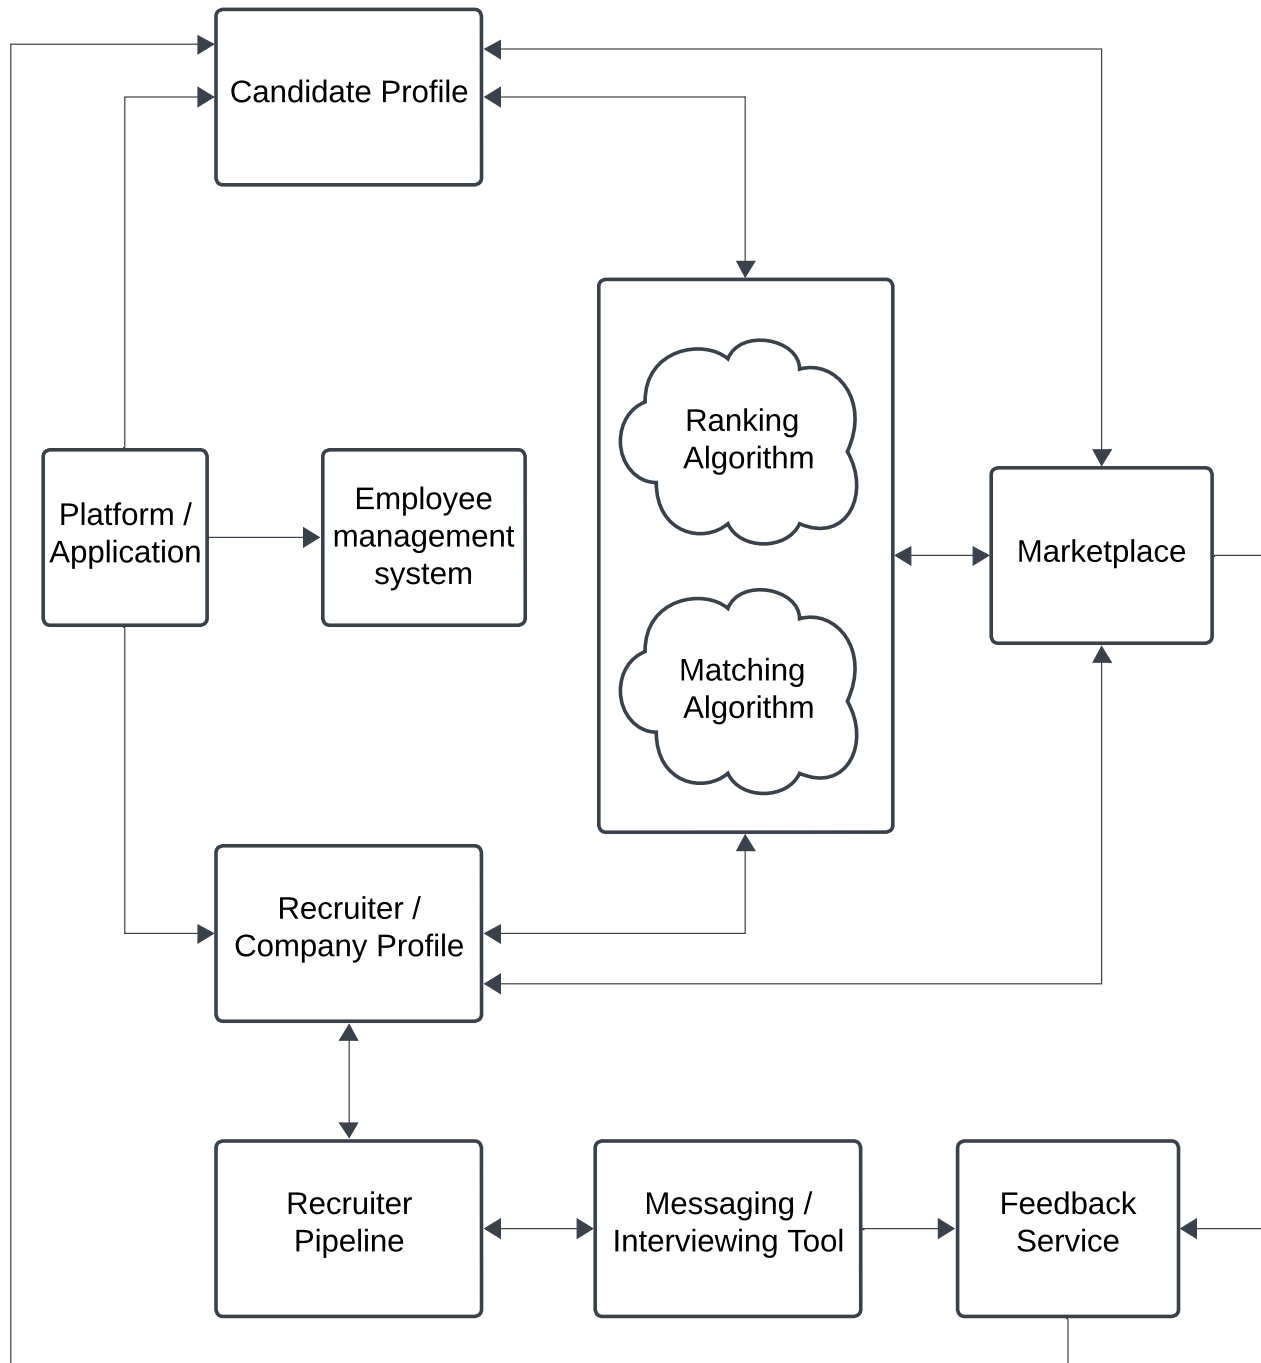 Candidate Profile
Ranking
Algorithm
Platform /
Application
Employee
management
system
Marketplace
Matching
Algorithm
Recruiter /
Company Profile
Recruiter
Pipeline
Messaging /
Interviewing Tool
Feedback
Service